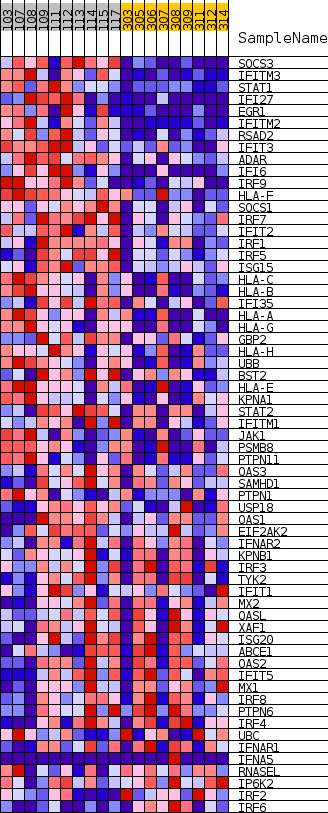 103 107 108 109 111 112 113 114 115 117 303 305 306 307 308 309 311 312 314
SampleName
SOCS3
IFITM3
STAT1
IFI27
EGR1
IFITM2
RSAD2
IFIT3
ADAR
IFI6
IRF9
HLA-F
SOCS1
IRF7
IFIT2
IRF1
IRF5
ISG15
HLA-C
HLA-B
IFI35
HLA-A
HLA-G
GBP2
HLA-H
UBB
BST2
HLA-E
KPNA1
STAT2
IFITM1
JAK1
PSMB8
PTPN11
OAS3
SAMHD1
PTPN1
USP18
OAS1
EIF2AK2
IFNAR2
KPNB1
IRF3
TYK2
IFIT1
MX2
OASL
XAF1
ISG20
ABCE1
OAS2
IFIT5
MX1
IRF8
PTPN6
IRF4
UBC
IFNAR1
IFNA5
RNASEL
IP6K2
IRF2
IRF6